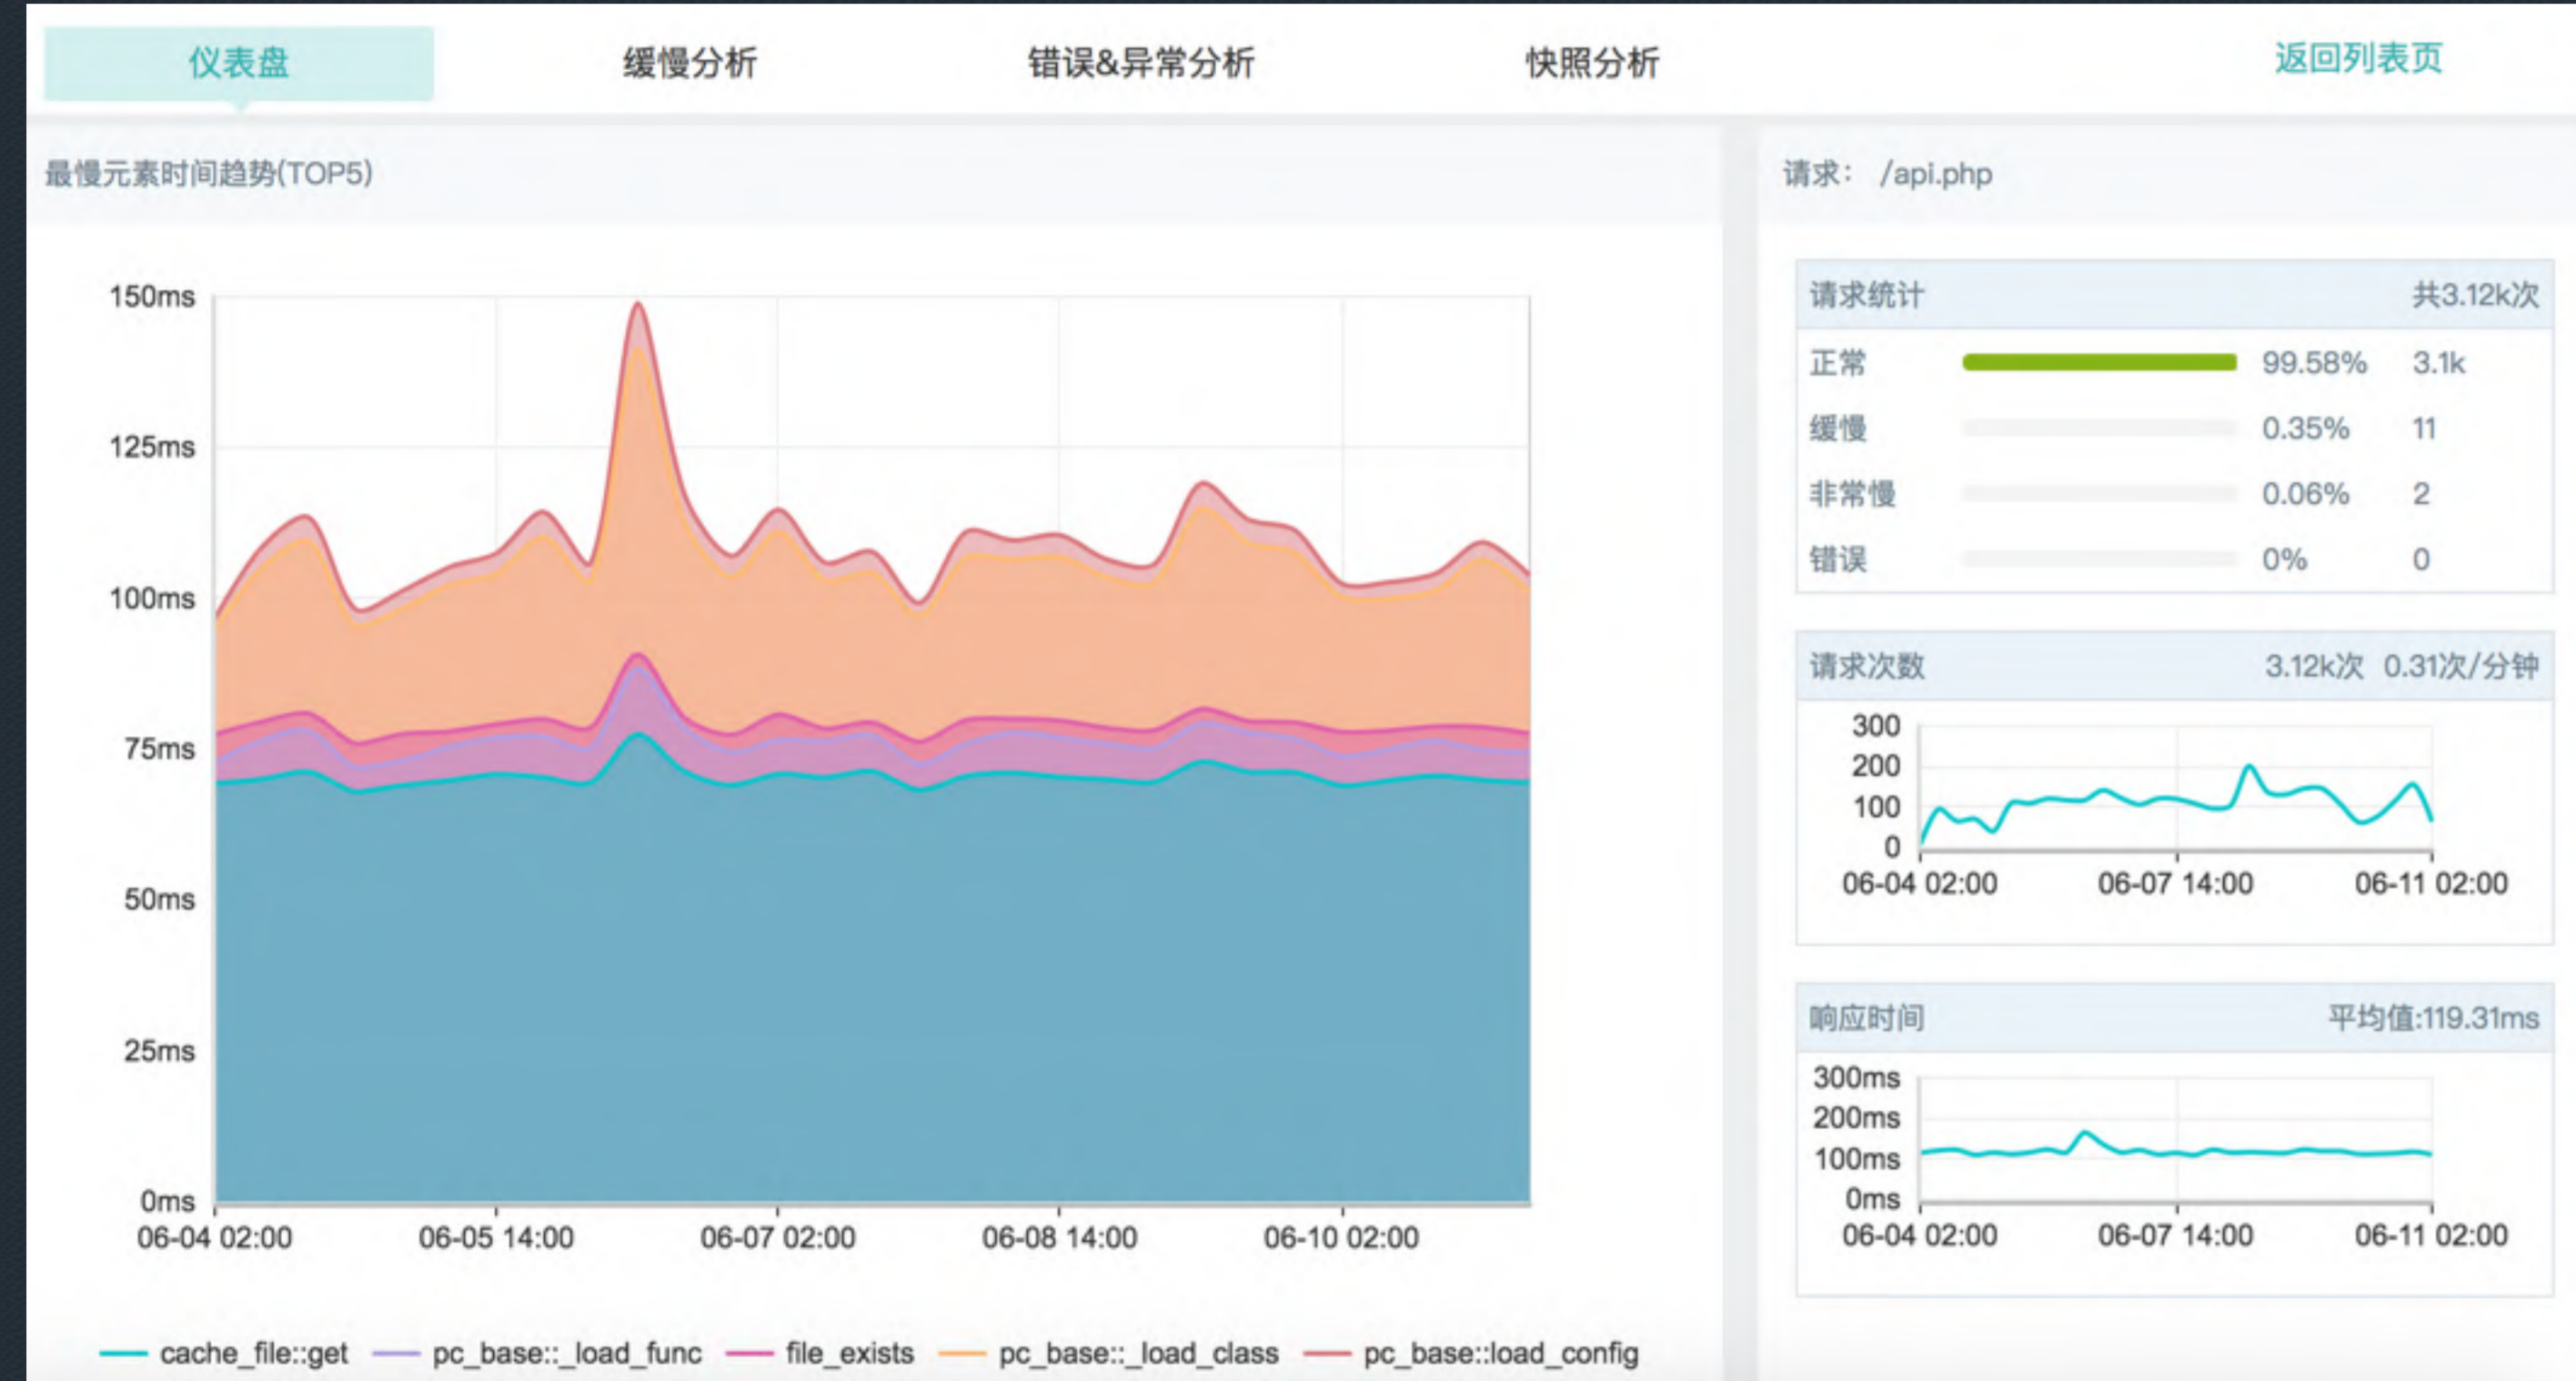 仪表盘 缓慢分析 错误&异常分析 快照分析 返回列表页
最慢元素时间趋势(TOP5)
150ms
125ms
100ms
75ms
50ms
25ms
0ms
06-04 02:00 06-05 14:00 06-07 02:00 06-08 14:00 06-10 02:00
cache_file::get pc_base::_load_func file_exists pc_base::_load_class pc_base::load_config
请求： /api.php
请求统计 共3.12k次
正常 99.58% 3.1k
缓慢 0.35% 11
非常慢 0.06% 2
错误 0% 0
请求次数 3.12k次 0.31次/分钟
300
200
100
0
06-04 02:00 06-07 14:00 06-11 02:00
响应时间 平均值:119.31ms
300ms
200ms
100ms
0ms
06-04 02:00 06-07 14:00 06-11 02:00